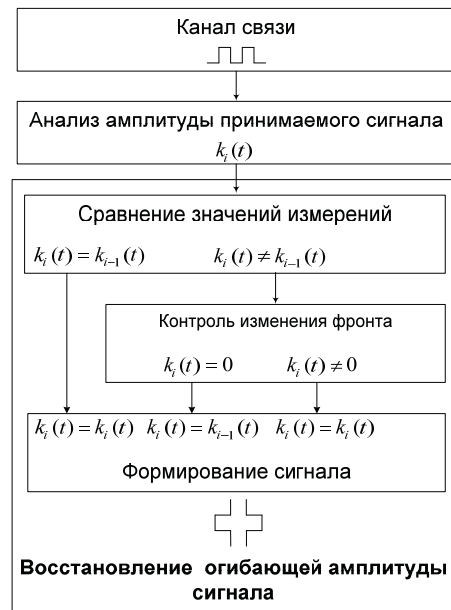 Канал связи
Анализ амплитуды принимаемого сигнала
k_i(t)
Сравнение значений измерений
k_i(t) = k_{i-1}(t) k_i(t) ≠ k_{i-1}(t)
Контроль изменения фронта
k_i(t) = 0 k_i(t) ≠ 0
k_i(t) = k_i(t) k_i(t) = k_{i-1}(t) k_i(t) = k_i(t)
Формирование сигнала
Восстановление огибающей амплитуды
сигнала